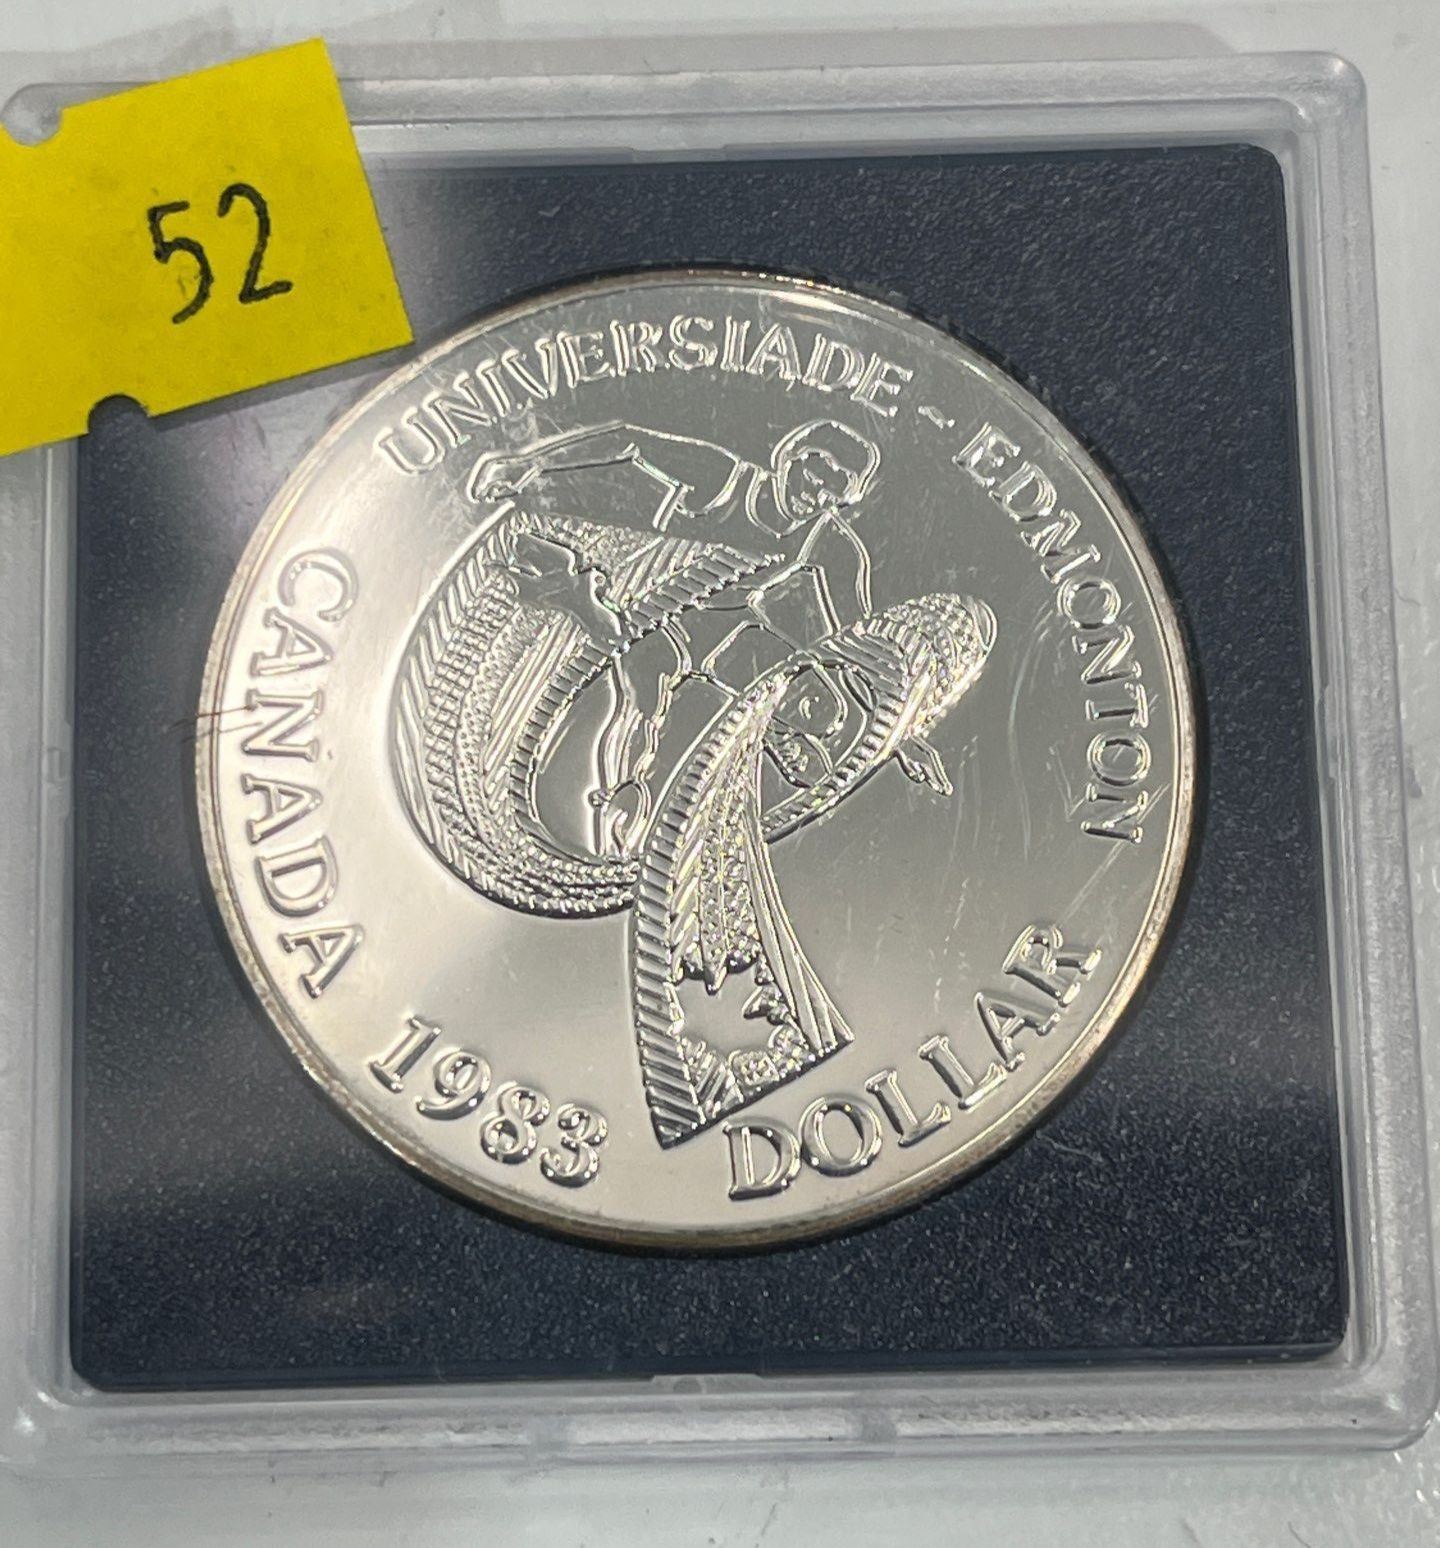 52
UNIVERSIADE - EDMONTON
CANADA 1983
DOLLAR